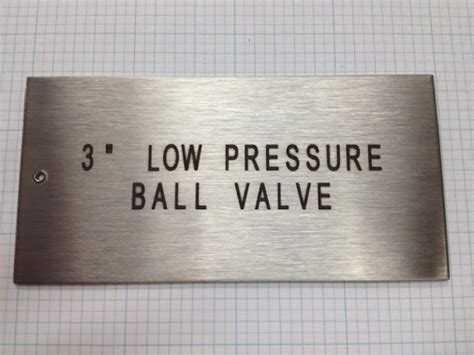 3" LOW PRESSURE
BALL VALVE